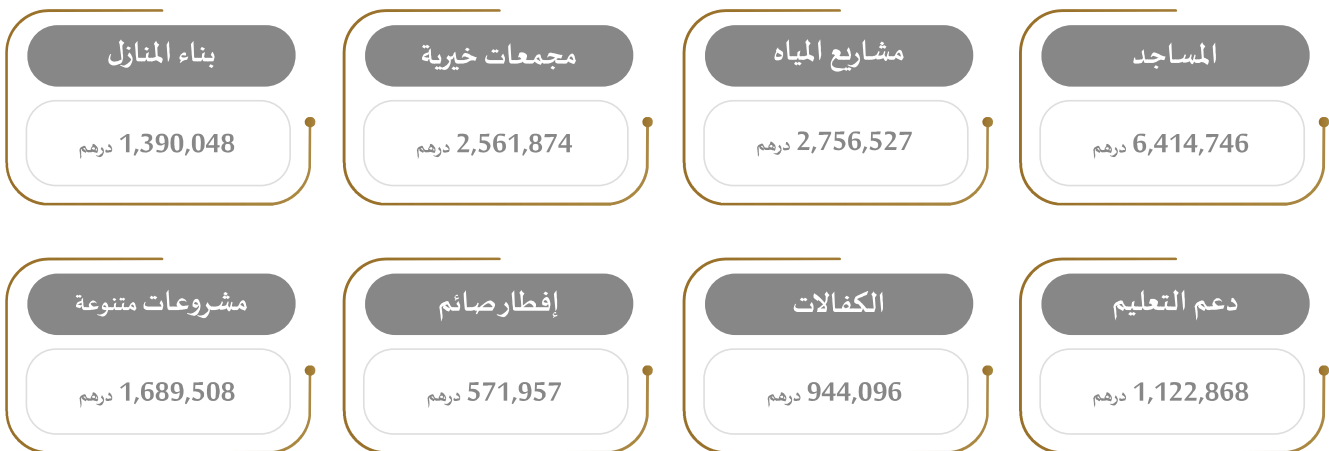 المساجد
6,414,746 درهم
مشاريع المياه
2,756,527 درهم
مجمعات خيرية
2,561,874 درهم
بناء المنازل
1,390,048 درهم
دعم التعليم
1,122,868 درهم
الكفالات
944,096 درهم
إفطار صائم
571,957 درهم
مشروعات متنوعة
1,689,508 درهم